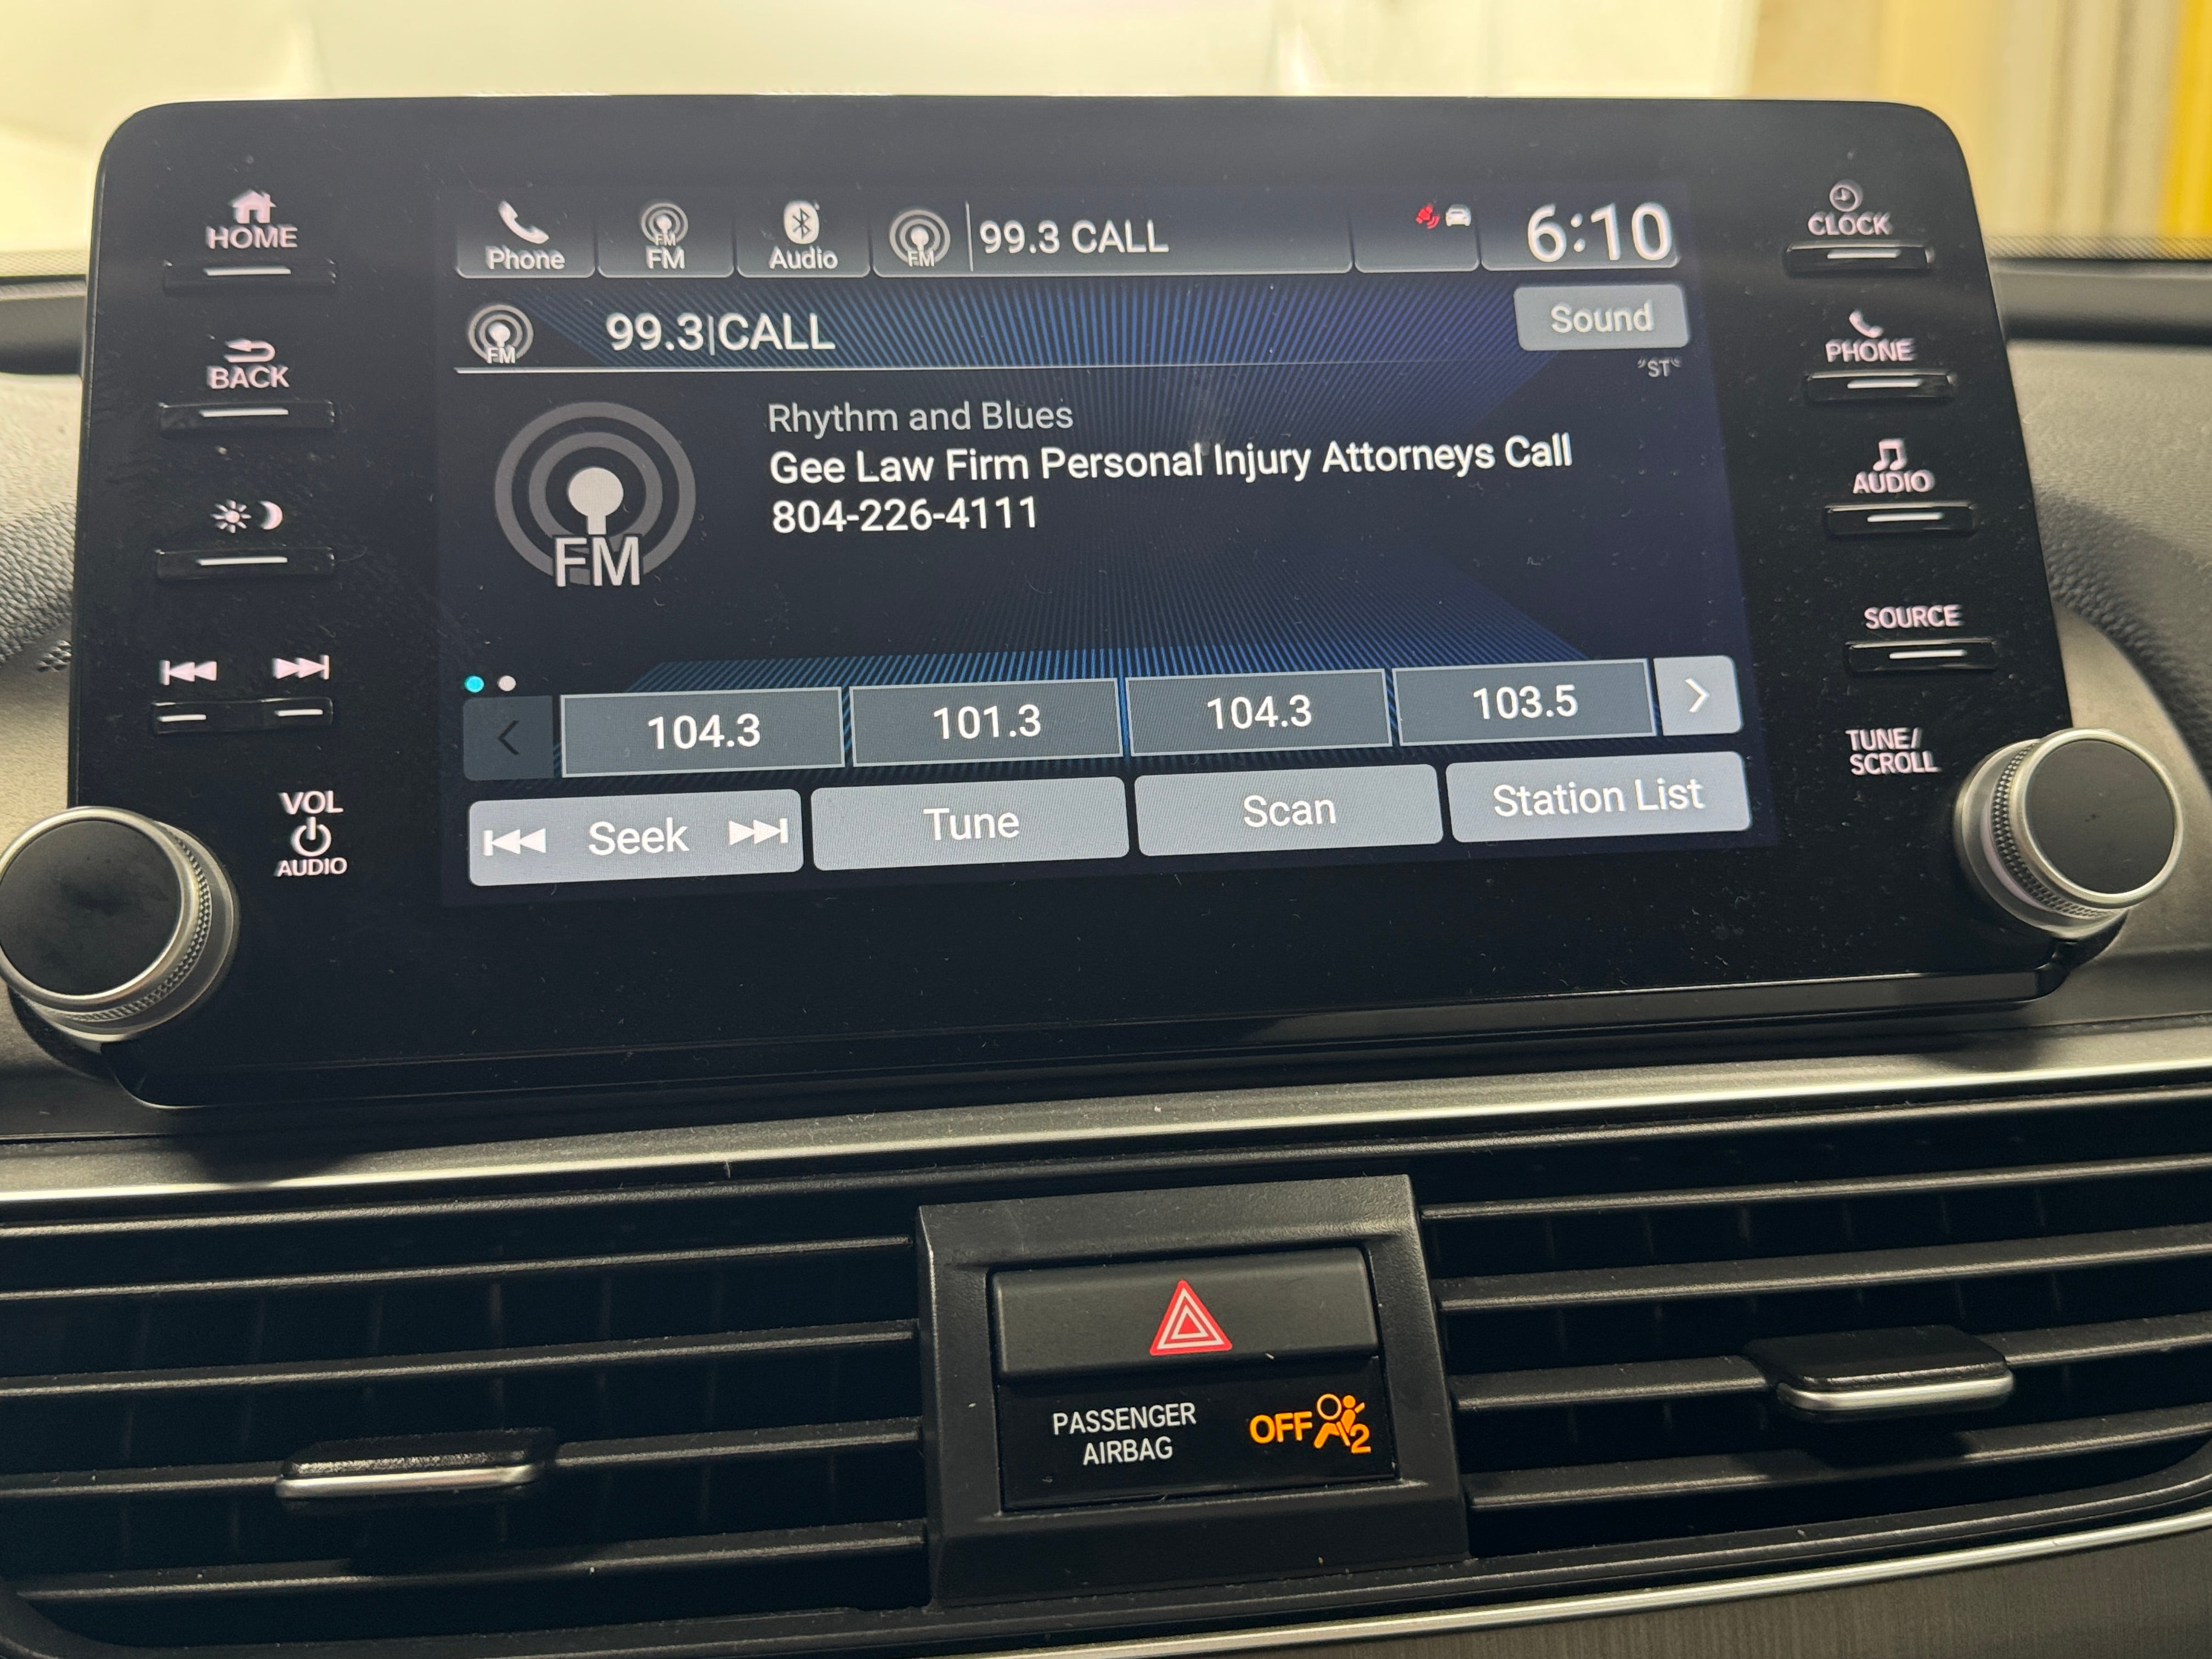 HOME
BACK
VOL
AUDIO
Phone
FM
FM
Audio
FM
99.3 CALL
6:10
FM
99.3|CALL
Sound
"ST"
Rhythm and Blues
Gee Law Firm Personal Injury Attorneys Call
804-226-4111
FM
104.3
101.3
104.3
103.5
Seek
Tune
Scan
Station List
CLOCK
PHONE
AUDIO
SOURCE
TUNE/
SCROLL
PASSENGER
AIRBAG
OFF 2